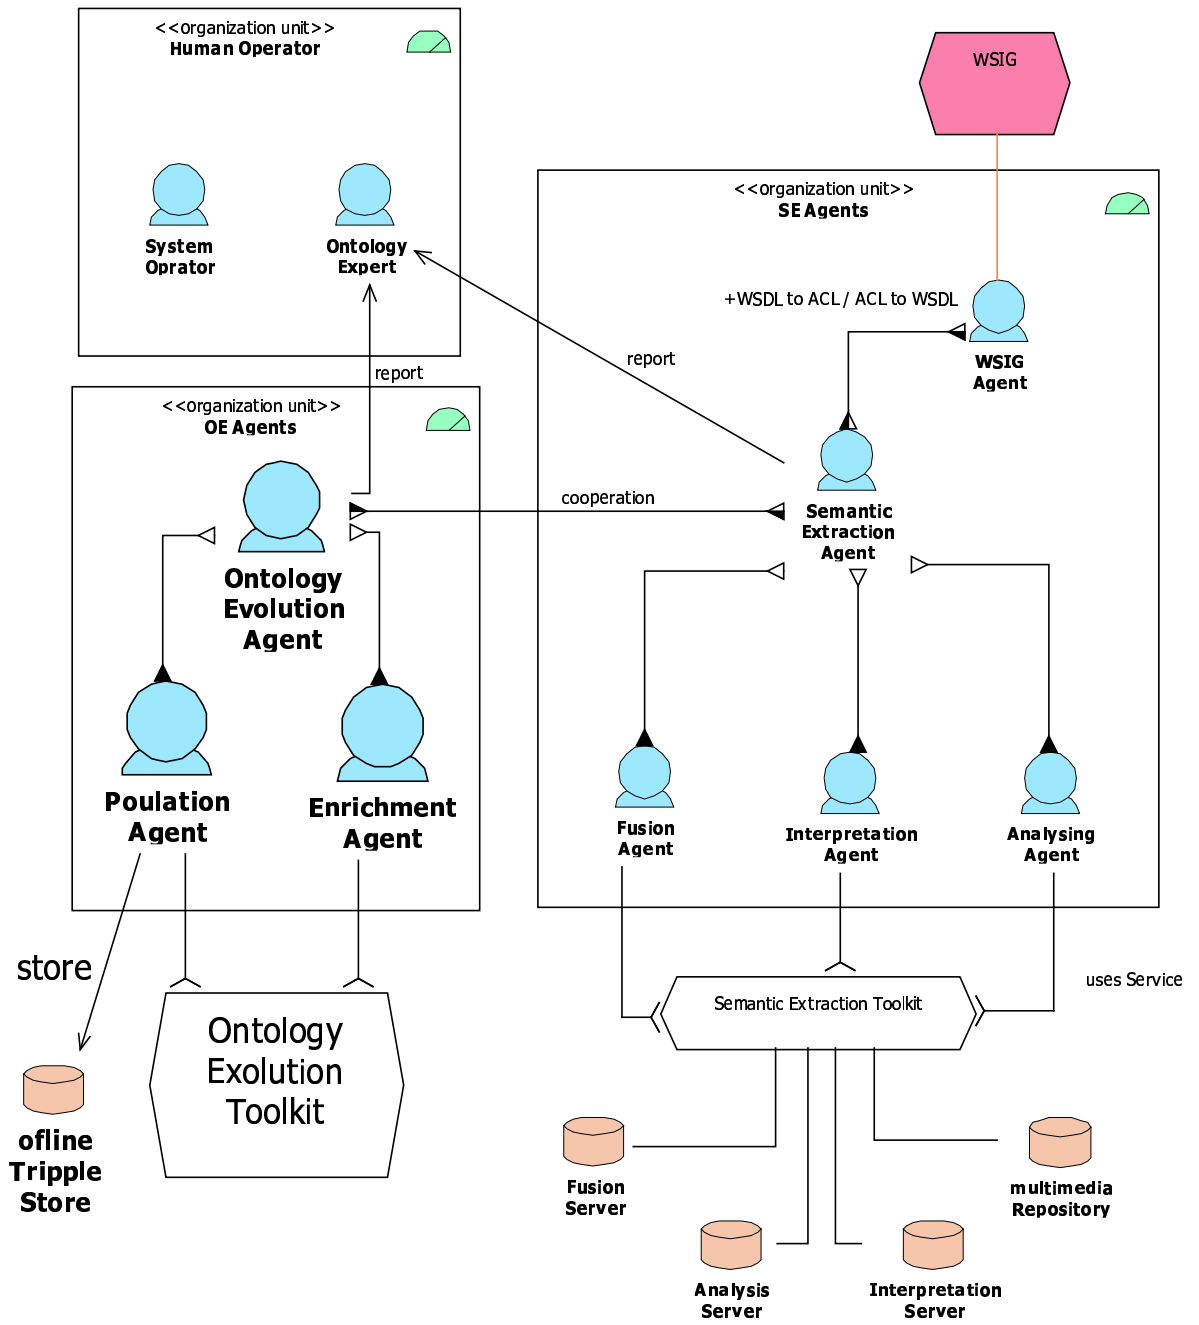 <<organization unit>>
Human Operator
System
Oprator
Ontology
Expert
WSIG
<<organization unit>>
SE Agents
+WSDL to ACL / ACL to WSDL
WSIG
Agent
report
report
<<organization unit>>
OE Agents
Ontology
Evolution
Agent
cooperation
Semantic
Extraction
Agent
Poulation
Agent
Enrichment
Agent
Fusion
Agent
Interpretation
Agent
Analysing
Agent
store
uses Service
Ontology
Exolution
Toolkit
Semantic Extraction Toolkit
ofline
Tripple
Store
Fusion
Server
multimedia
Repository
Analysis
Server
Interpretation
Server